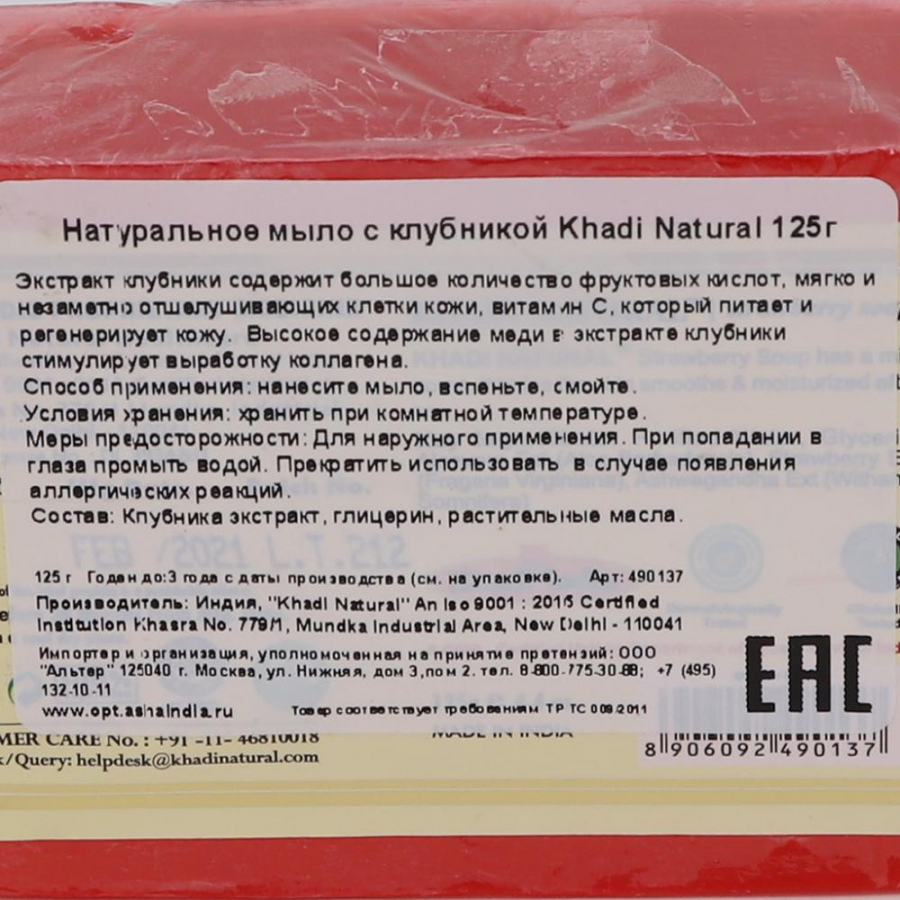 Натуральное мыло с клубникой Khadi Natural 125г
Экстракт клубники содержит большое количество фруктовых кислот, мягко и
незаметно отшелушивающих клетки кожи, витамин С, который питает и
регенерирует кожу. Высокое содержание меди в экстракте клубники
стимулирует выработку коллагена.
Способ применения: нанесите мыло, вспеньте, смойте.
Условия хранения: хранить при комнатной температуре.
Меры предосторожности: Для наружного применения. При попадании в
глаза промыть водой. Прекратить использовать в случае появления
аллергических реакций.
Состав: Клубника экстракт, глицерин, растительные масла.
FEB /2021 L.T.212
125 г Годен до:3 года с даты производства (см. на упаковке). Арт: 490137
Производитель: Индия, "Khadi Natural" An Iso 9001 : 2015 Certified
Institution Khasra No. 779/1, Mundka Industrial Area, New Delhi - 110041
Импортер и организация, уполномоченная на принятие претензий: ООО
"Альтер" 125040 г. Москва, ул. Нижняя, дом 3, пом 2. тел. 8-800-775-30-88; +7 (495)
132-10-11
www.opt.ashaindia.ru Товар соответствует требованиям ТР ТС 009/2011
EAC
MER CARE No. : +91 -11- 46810018
MADE IN INDIA
k/Query: helpdesk@khadinatural.com
8 906092 490137